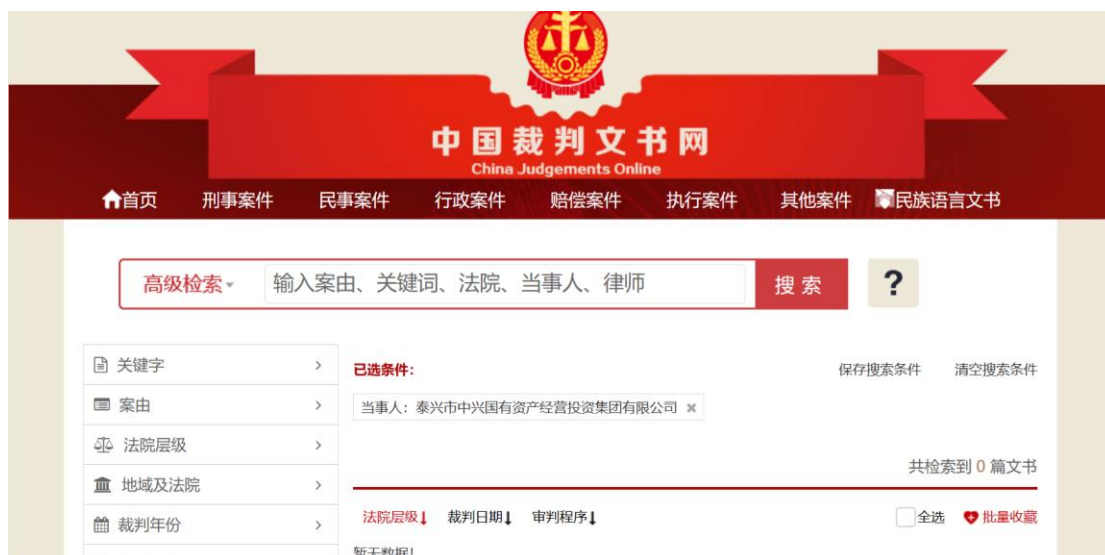 中国裁判文书网
China Judgements Online
首页 刑事案件 民事案件 行政案件 赔偿案件 执行案件 其他案件 民族语言文书
高级检索 输入案由、关键词、法院、当事人、律师 搜索 ?
关键字
案由
法院层级
地域及法院
裁判年份
已选条件: 保存搜索条件 清空搜索条件
当事人: 泰兴市中兴国有资产经营投资集团有限公司 ×
共检索到 0 篇文书
法院层级 裁判日期 审判程序 全选 批量收藏
暂无数据!